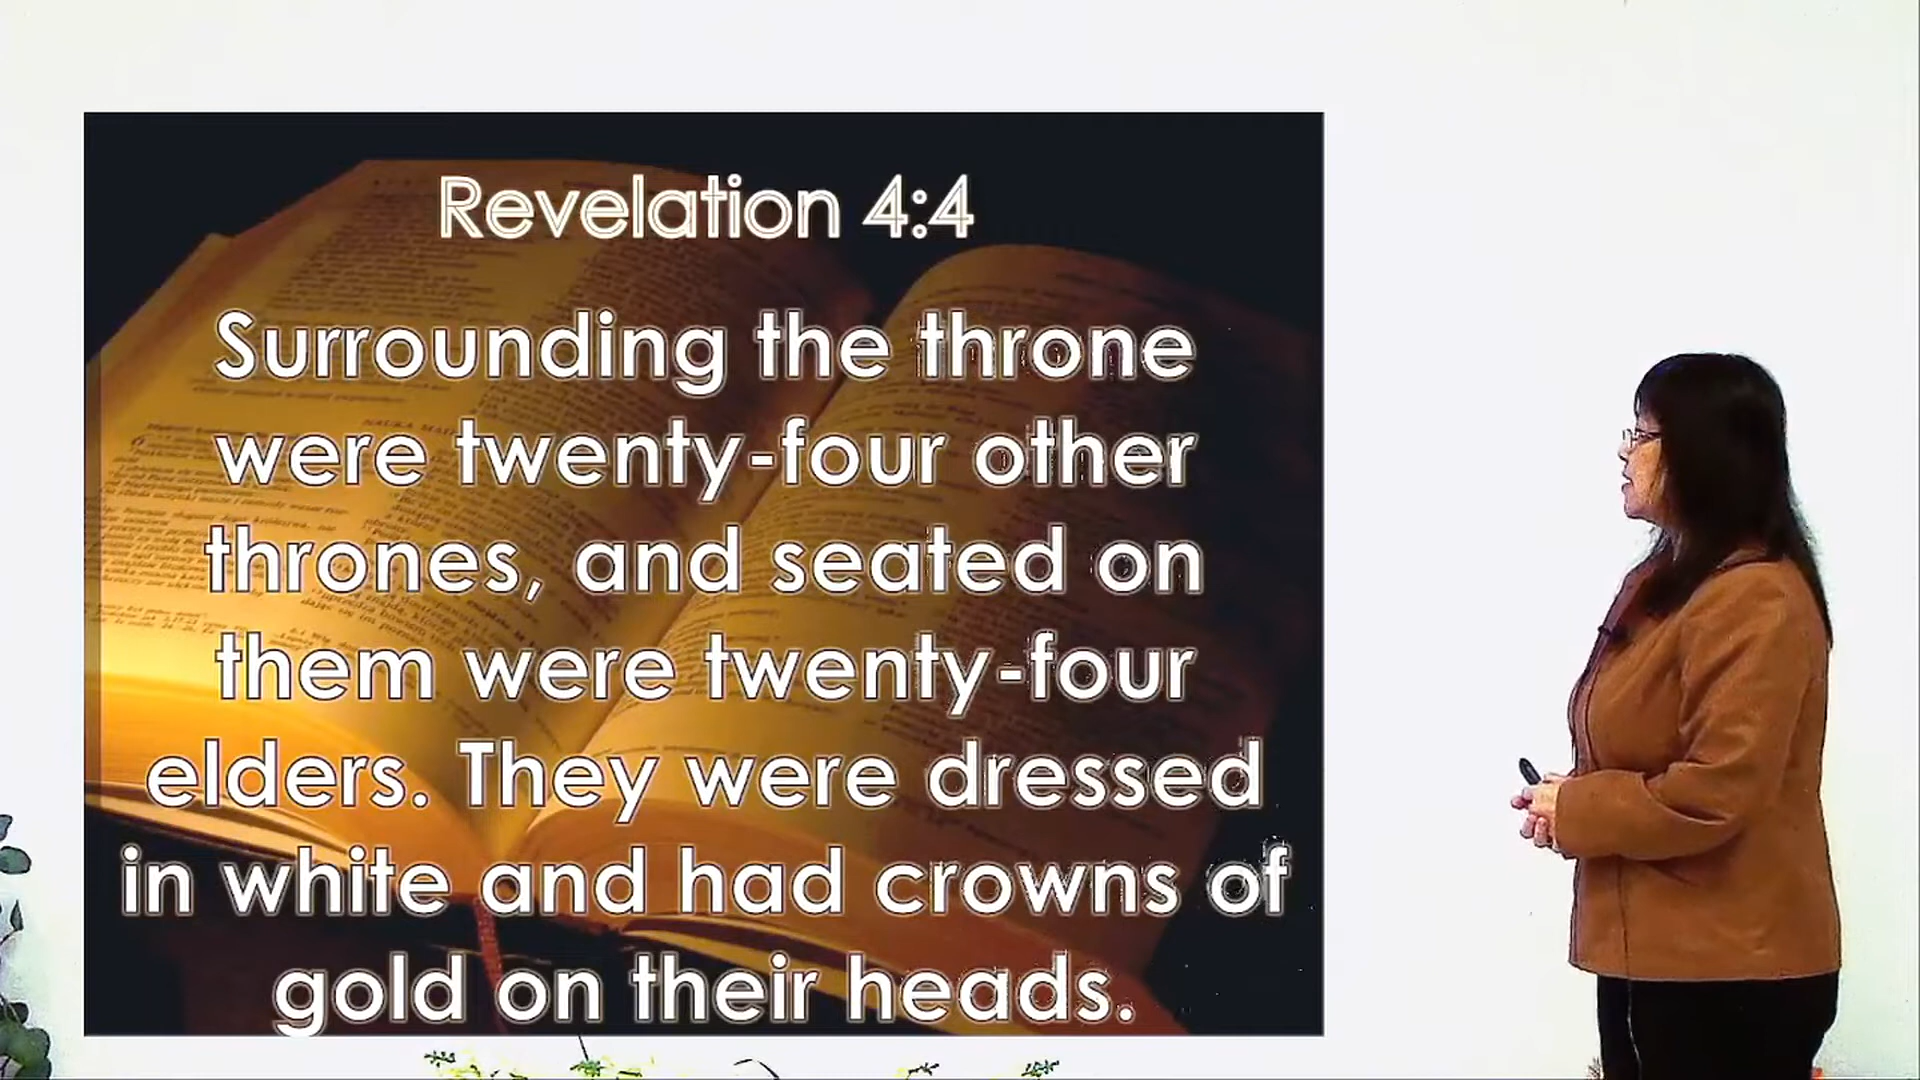 Revelation 4:4
Surrounding the throne
were twenty-four other
thrones, and seated on
them were twenty-four
elders. They were dressed
in white and had crowns of
gold on their heads.